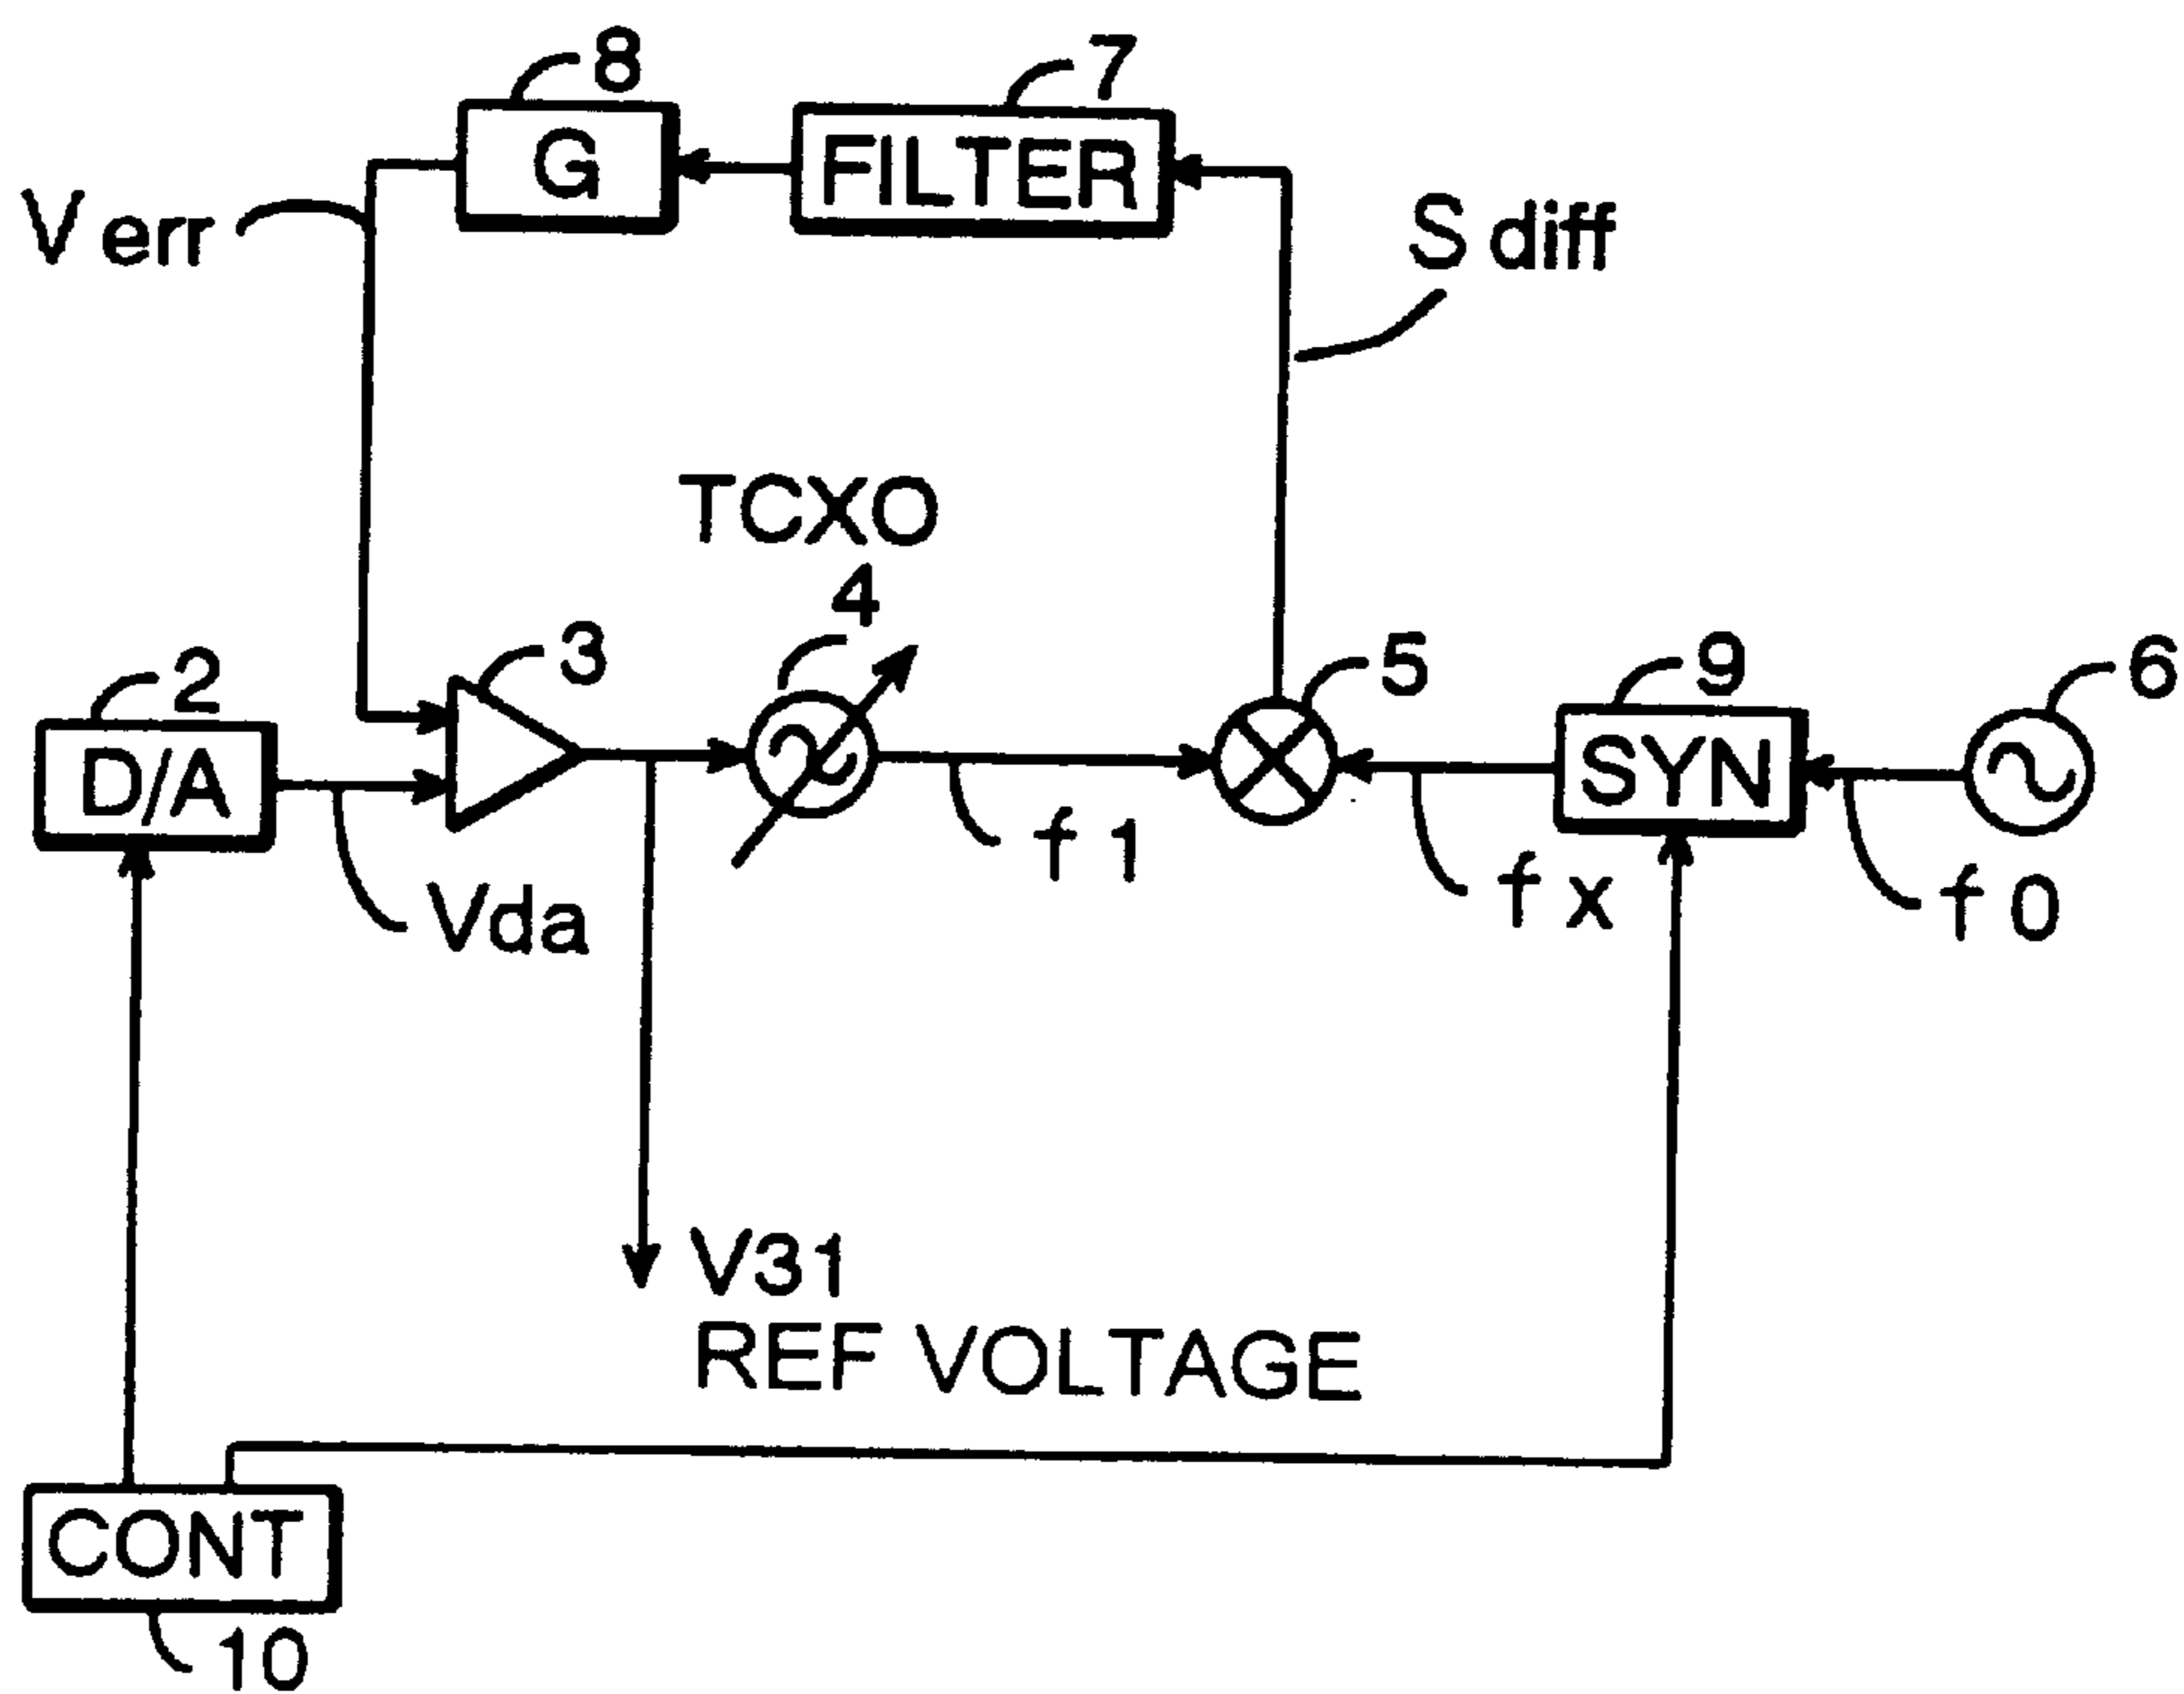 8
7
G
FILTER
V err
S diff
TCXO
4
2
3
5
9
6
D/A
SYN
f 1
f x
f 0
Vda
V31
REF VOLTAGE
CONT
10